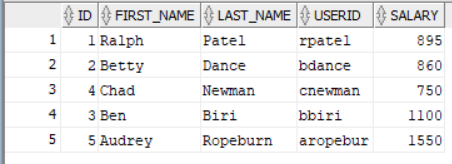 ID FIRST_NAME LAST_NAME USERID SALARY
1 1 Ralph Patel rpatel 895
2 2 Betty Dance bdance 860
3 4 Chad Newman cnewman 750
4 3 Ben Biri bbiri 1100
5 5 Audrey Ropeburn aropebur 1550